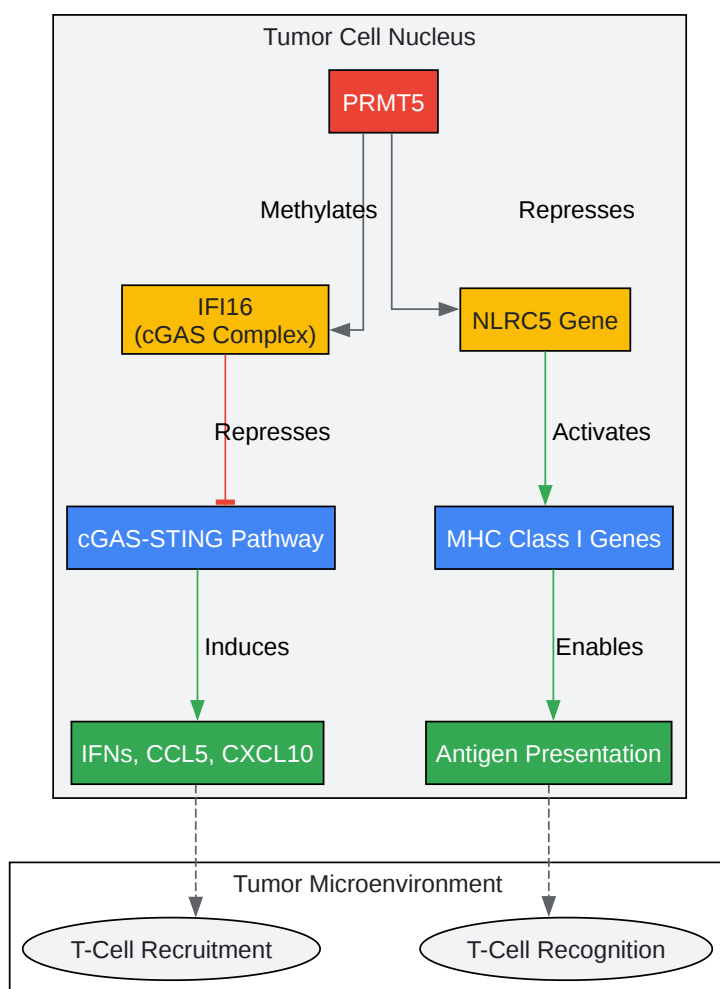 Tumor Cell Nucleus
PRMT5
Methylates
Represses
IFI16
(cGAS Complex)
NLRC5 Gene
Represses
Activates
cGAS-STING Pathway
MHC Class I Genes
Induces
Enables
IFNs, CCL5, CXCL10
Antigen Presentation
Tumor Microenvironment
T-Cell Recruitment
T-Cell Recognition